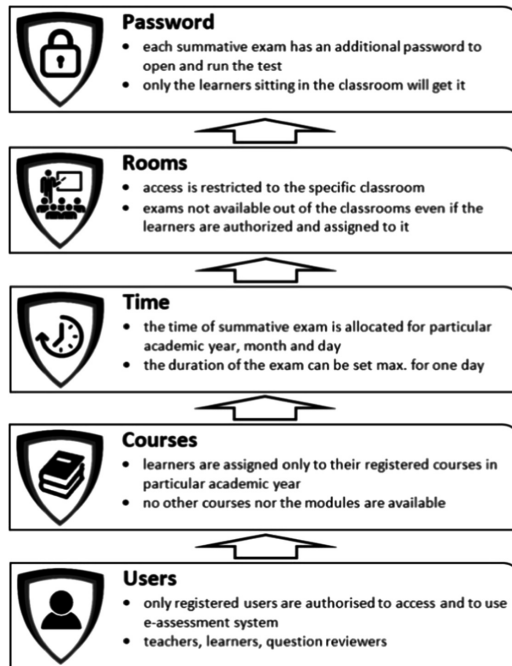 Password
• each summative exam has an additional password to
open and run the test
• only the learners sitting in the classroom will get it
Rooms
• access is restricted to the specific classroom
• exams not available out of the classrooms even if the
learners are authorized and assigned to it
Time
• the time of summative exam is allocated for particular
academic year, month and day
• the duration of the exam can be set max. for one day
Courses
• learners are assigned only to their registered courses in
particular academic year
• no other courses nor the modules are available
Users
• only registered users are authorised to access and to use
e-assessment system
• teachers, learners, question reviewers